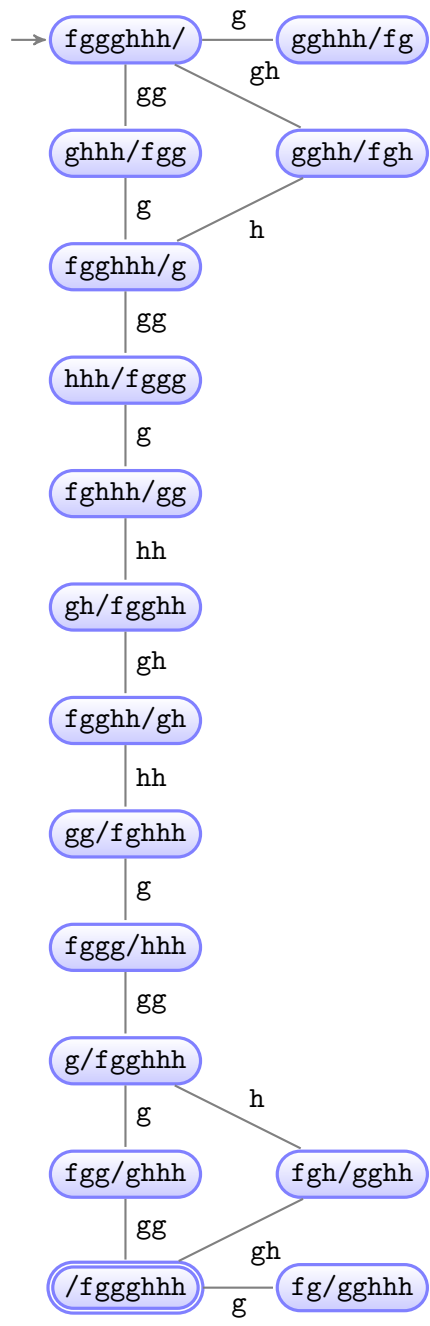 g
fggghhh/ gghhh/fg
gg gh
ghhh/fgg gghh/fgh
g h
fgghhh/g
gg
hhh/fggg
g
fghhh/gg
hh
gh/fgghh
gh
fgghh/gh
hh
gg/fghhh
g
fggg/hhh
gg
g/fgghhh
g h
fgg/ghhh fgh/gghh
gg gh
/fggghhh fg/gghhh
g